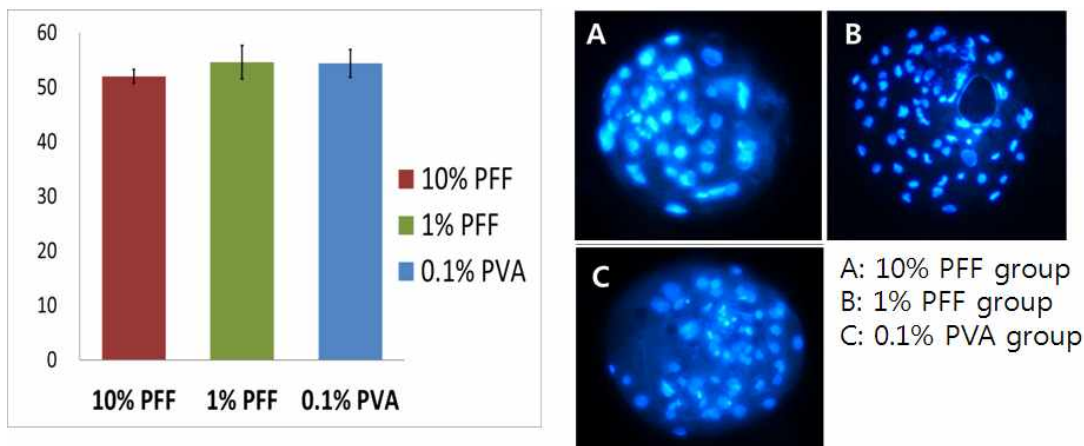 60
50
40
30
20
10
0
10% PFF
1% PFF
0.1% PVA
10% PFF 1% PFF 0.1% PVA
A
B
C
A: 10% PFF group
B: 1% PFF group
C: 0.1% PVA group